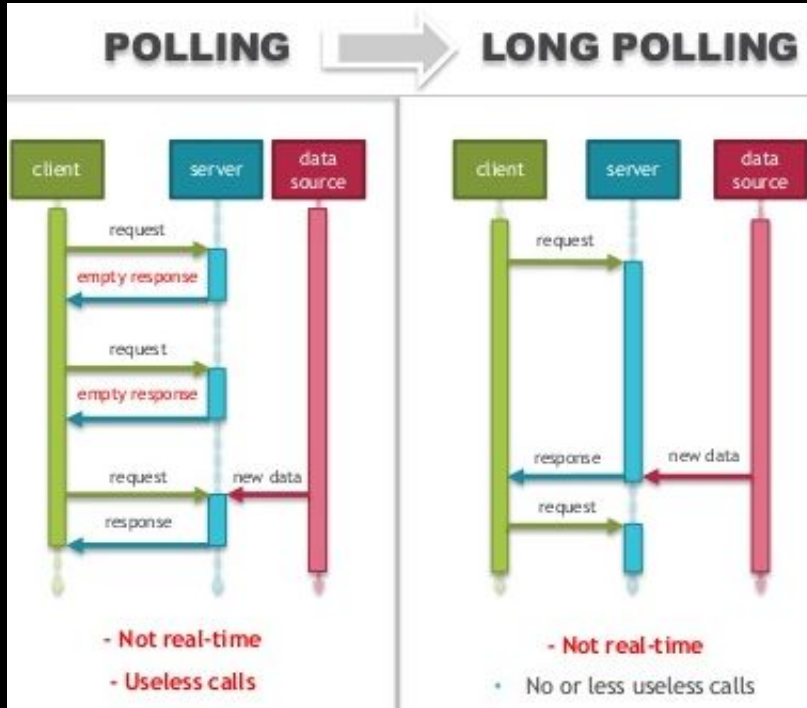 POLLING
LONG POLLING
client
server
data
source
request
empty response
request
empty response
request
new data
response
- Not real-time
- Useless calls
client
server
data
source
request
response
new data
request
- Not real-time
• No or less useless calls